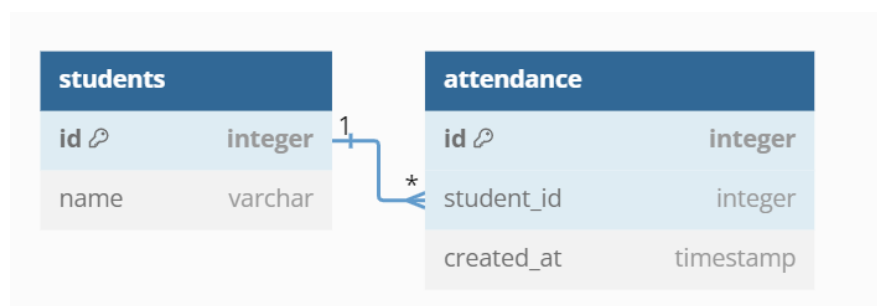 students
id integer
name varchar
1
*
attendance
id integer
student_id integer
created_at timestamp